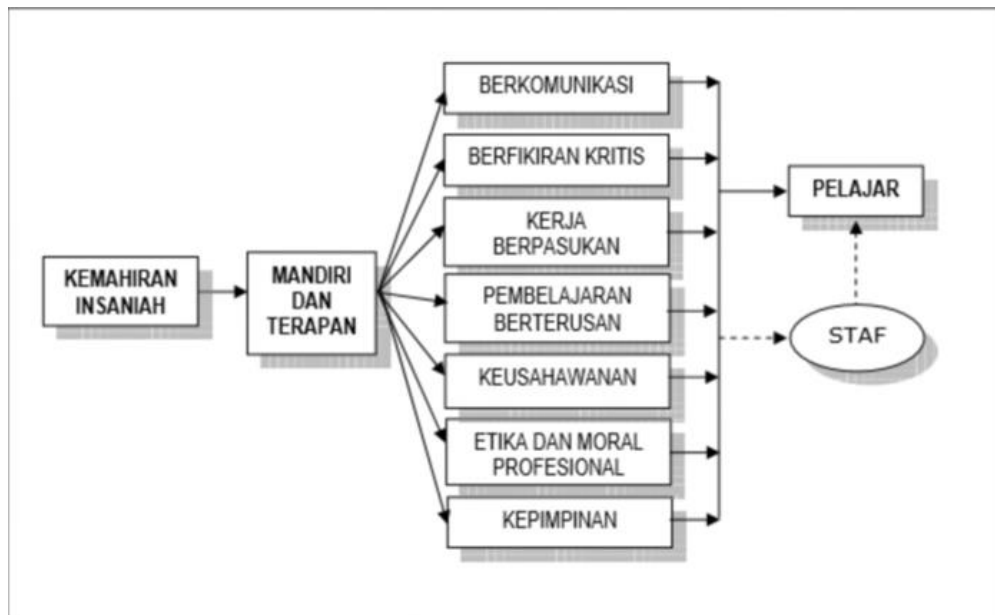 KEMAHIRAN
INSANIAH
MANDIRI
DAN
TERAPAN
BERKOMUNIKASI
BERFIKIRAN KRITIS
KERJA
BERPASUKAN
PEMBELAJARAN
BERTERUSAN
KEUSAHAWANAN
ETIKA DAN MORAL
PROFESIONAL
KEPIMPINAN
PELAJAR
STAF